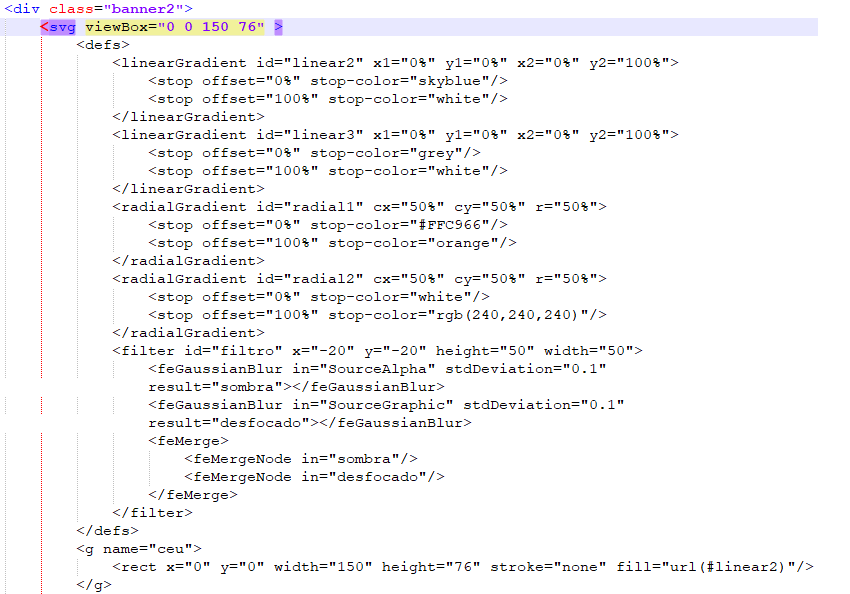 <div class="banner2">
<svg viewBox="0 0 150 76" >
<defs>
<linearGradient id="linear2" x1="0%" y1="0%" x2="0%" y2="100%">
<stop offset="0%" stop-color="skyblue"/>
<stop offset="100%" stop-color="white"/>
</linearGradient>
<linearGradient id="linear3" x1="0%" y1="0%" x2="0%" y2="100%">
<stop offset="0%" stop-color="grey"/>
<stop offset="100%" stop-color="white"/>
</linearGradient>
<radialGradient id="radial1" cx="50%" cy="50%" r="50%">
<stop offset="0%" stop-color="#FFC966"/>
<stop offset="100%" stop-color="orange"/>
</radialGradient>
<radialGradient id="radial2" cx="50%" cy="50%" r="50%">
<stop offset="0%" stop-color="white"/>
<stop offset="100%" stop-color="rgb(240,240,240)"/>
</radialGradient>
<filter id="filtro" x="-20" y="-20" height="50" width="50">
<feGaussianBlur in="SourceAlpha" stdDeviation="0.1"
result="sombra"></feGaussianBlur>
<feGaussianBlur in="SourceGraphic" stdDeviation="0.1"
result="desfocado"></feGaussianBlur>
<feMerge>
<feMergeNode in="sombra"/>
<feMergeNode in="desfocado"/>
</feMerge>
</filter>
</defs>
<g name="ceu">
<rect x="0" y="0" width="150" height="76" stroke="none" fill="url(#linear2)"/>
</g>